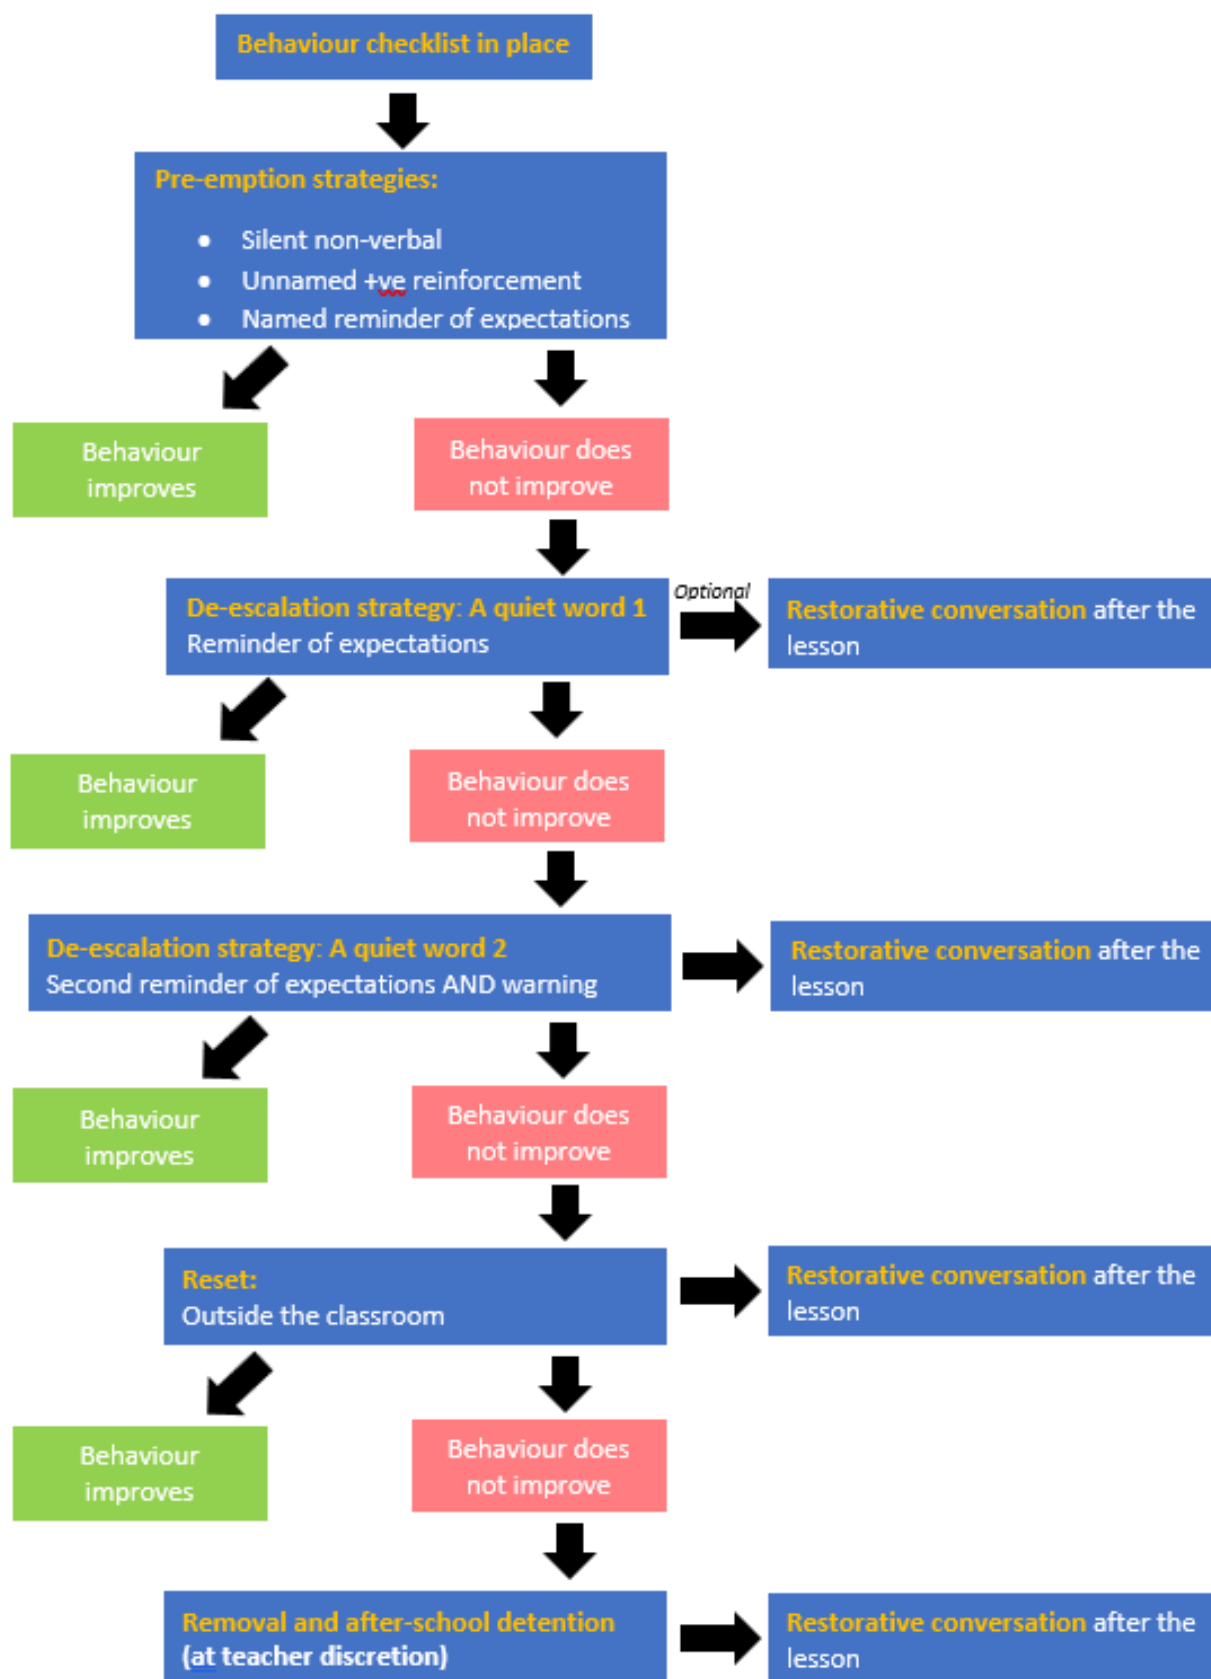 Behaviour checklist in place
Pre-emption strategies:
• Silent non-verbal
• Unnamed +ve reinforcement
• Named reminder of expectations
Behaviour
improves
Behaviour does
not improve
De-escalation strategy: A quiet word 1
Reminder of expectations
Optional
Restorative conversation after the
lesson
Behaviour
improves
Behaviour does
not improve
De-escalation strategy: A quiet word 2
Second reminder of expectations AND warning
Restorative conversation after the
lesson
Behaviour
improves
Behaviour does
not improve
Reset:
Outside the classroom
Restorative conversation after the
lesson
Behaviour
improves
Behaviour does
not improve
Removal and after-school detention
(at teacher discretion)
Restorative conversation after the
lesson